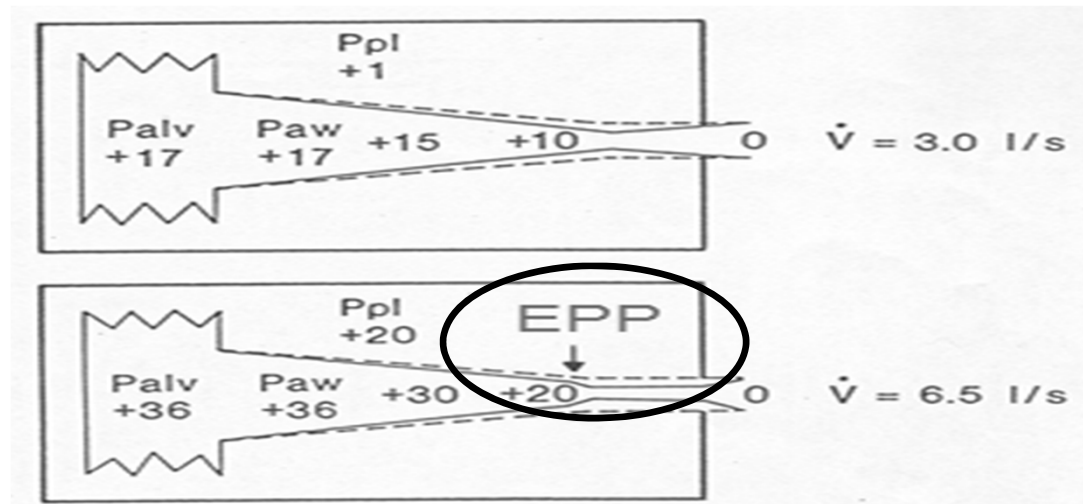 Ppl
+1
Palv Paw +15 +10 0 V̇ = 3.0 l/s
+17 +17
Ppl EPP
+20
Palv Paw +30 +20 0 V̇ = 6.5 l/s
+36 +36